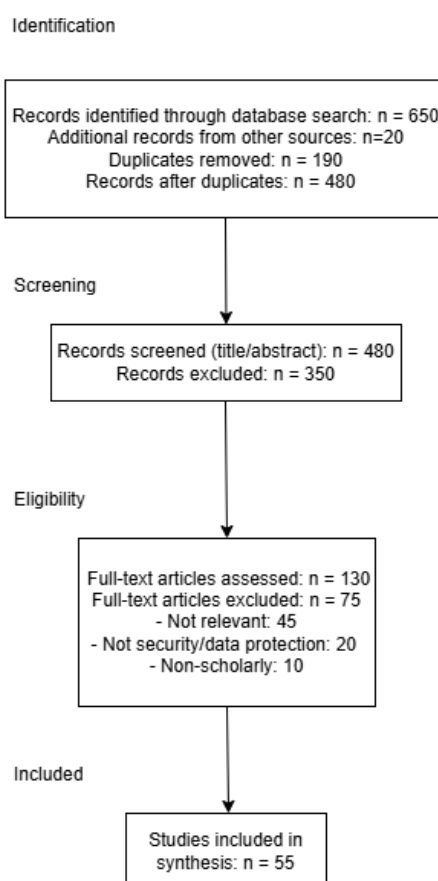 Identification
Records identified through database search: n = 650
Additional records from other sources: n=20
Duplicates removed: n = 190
Records after duplicates: n = 480
Screening
Records screened (title/abstract): n = 480
Records excluded: n = 350
Eligibility
Full-text articles assessed: n = 130
Full-text articles excluded: n = 75
- Not relevant: 45
- Not security/data protection: 20
- Non-scholarly: 10
Included
Studies included in
synthesis: n = 55